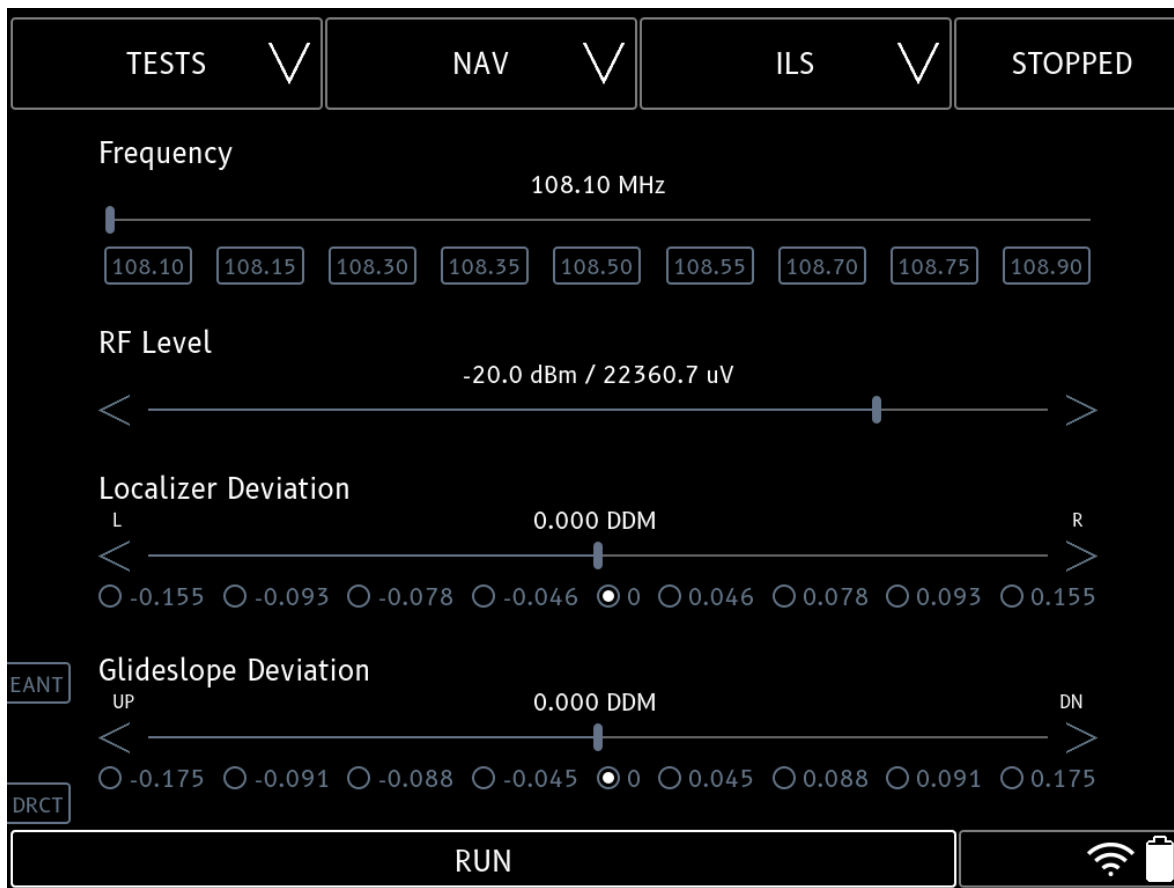 TESTS NAV ILS STOPPED
Frequency
108.10 MHz
108.10 108.15 108.30 108.35 108.50 108.55 108.70 108.75 108.90
RF Level
-20.0 dBm / 22360.7 uV
Localizer Deviation
L 0.000 DDM R
-0.155 -0.093 -0.078 -0.046 0 0.046 0.078 0.093 0.155
Glideslope Deviation
EANT
UP 0.000 DDM DN
-0.175 -0.091 -0.088 -0.045 0 0.045 0.088 0.091 0.175
DRCT
RUN